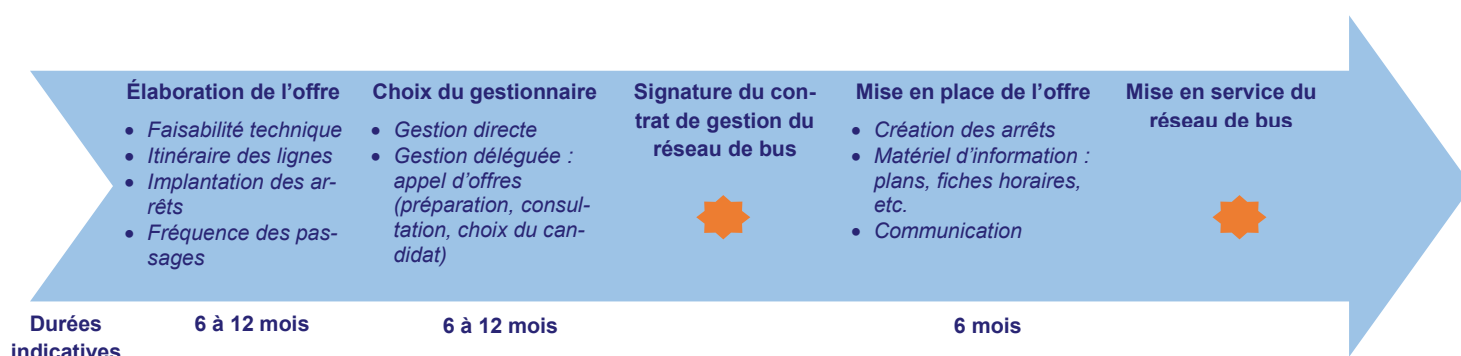 Élaboration de l’offre
• Faisabilité technique
• Itinéraire des lignes
• Implantation des ar-
rêts
• Fréquence des pas-
sages
Choix du gestionnaire
• Gestion directe
• Gestion déléguée :
appel d’offres
(préparation, consul-
tation, choix du can-
didat)
Signature du con-
trat de gestion du
réseau de bus
Mise en place de l’offre
• Création des arrêts
• Matériel d’information :
plans, fiches horaires,
etc.
• Communication
Mise en service du
réseau de bus
Durées
indicatives
6 à 12 mois
6 à 12 mois
6 mois